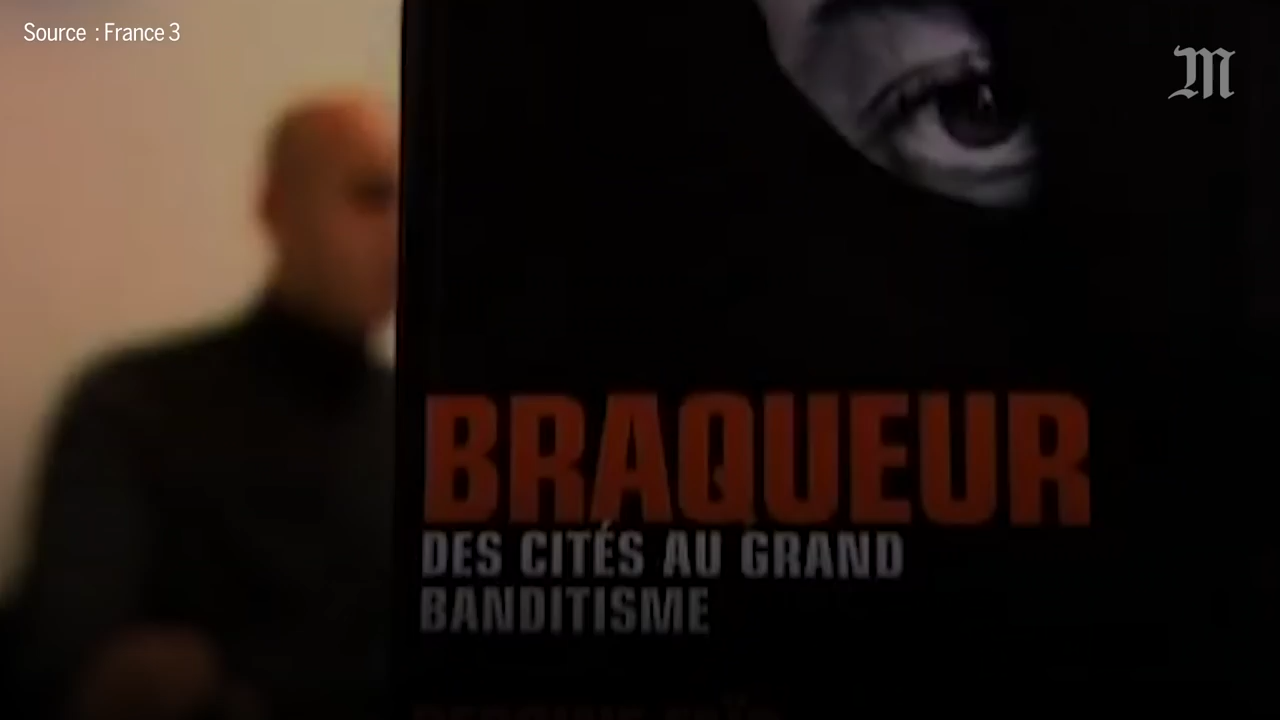 Source : France 3
M
BRAQUEUR
DES CITÉS AU GRAND
BANDITISME